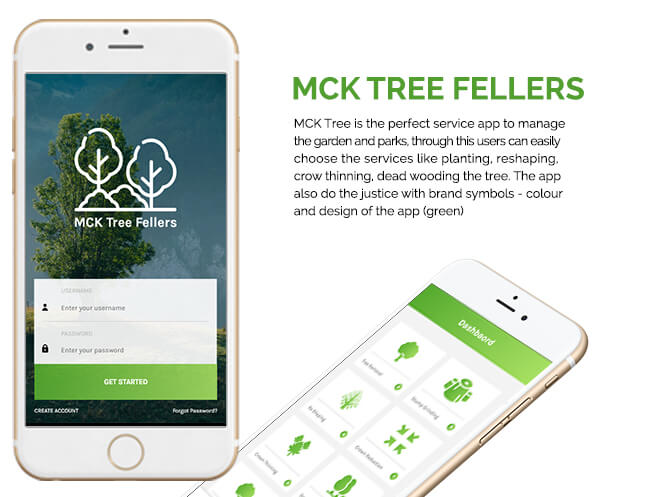 MCK TREE FELLERS
MCK Tree is the perfect service app to manage
the garden and parks, through this users can easily
choose the services like planting, reshaping,
crow thinning, dead wooding the tree. The app
also do the justice with brand symbols - colour
and design of the app (green)
MCK Tree Fellers
USERNAME
Enter your username
PASSWORD
Enter your password
GET STARTED
CREATE ACCOUNT
Forgot Password?
Dashboard
Tree Removal
Stump Grinding
Crown Reduction
Crown Thinning